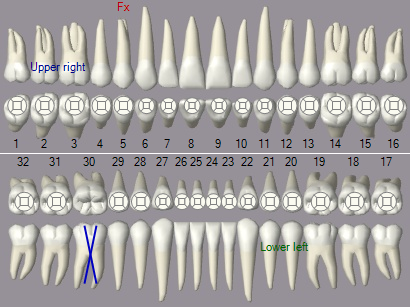 Fx
Upper right
1 2 3 4 5 6 7 8 9 10 11 12 13 14 15 16
32 31 30 29 28 27 26 25 24 23 22 21 20 19 18 17
Lower left